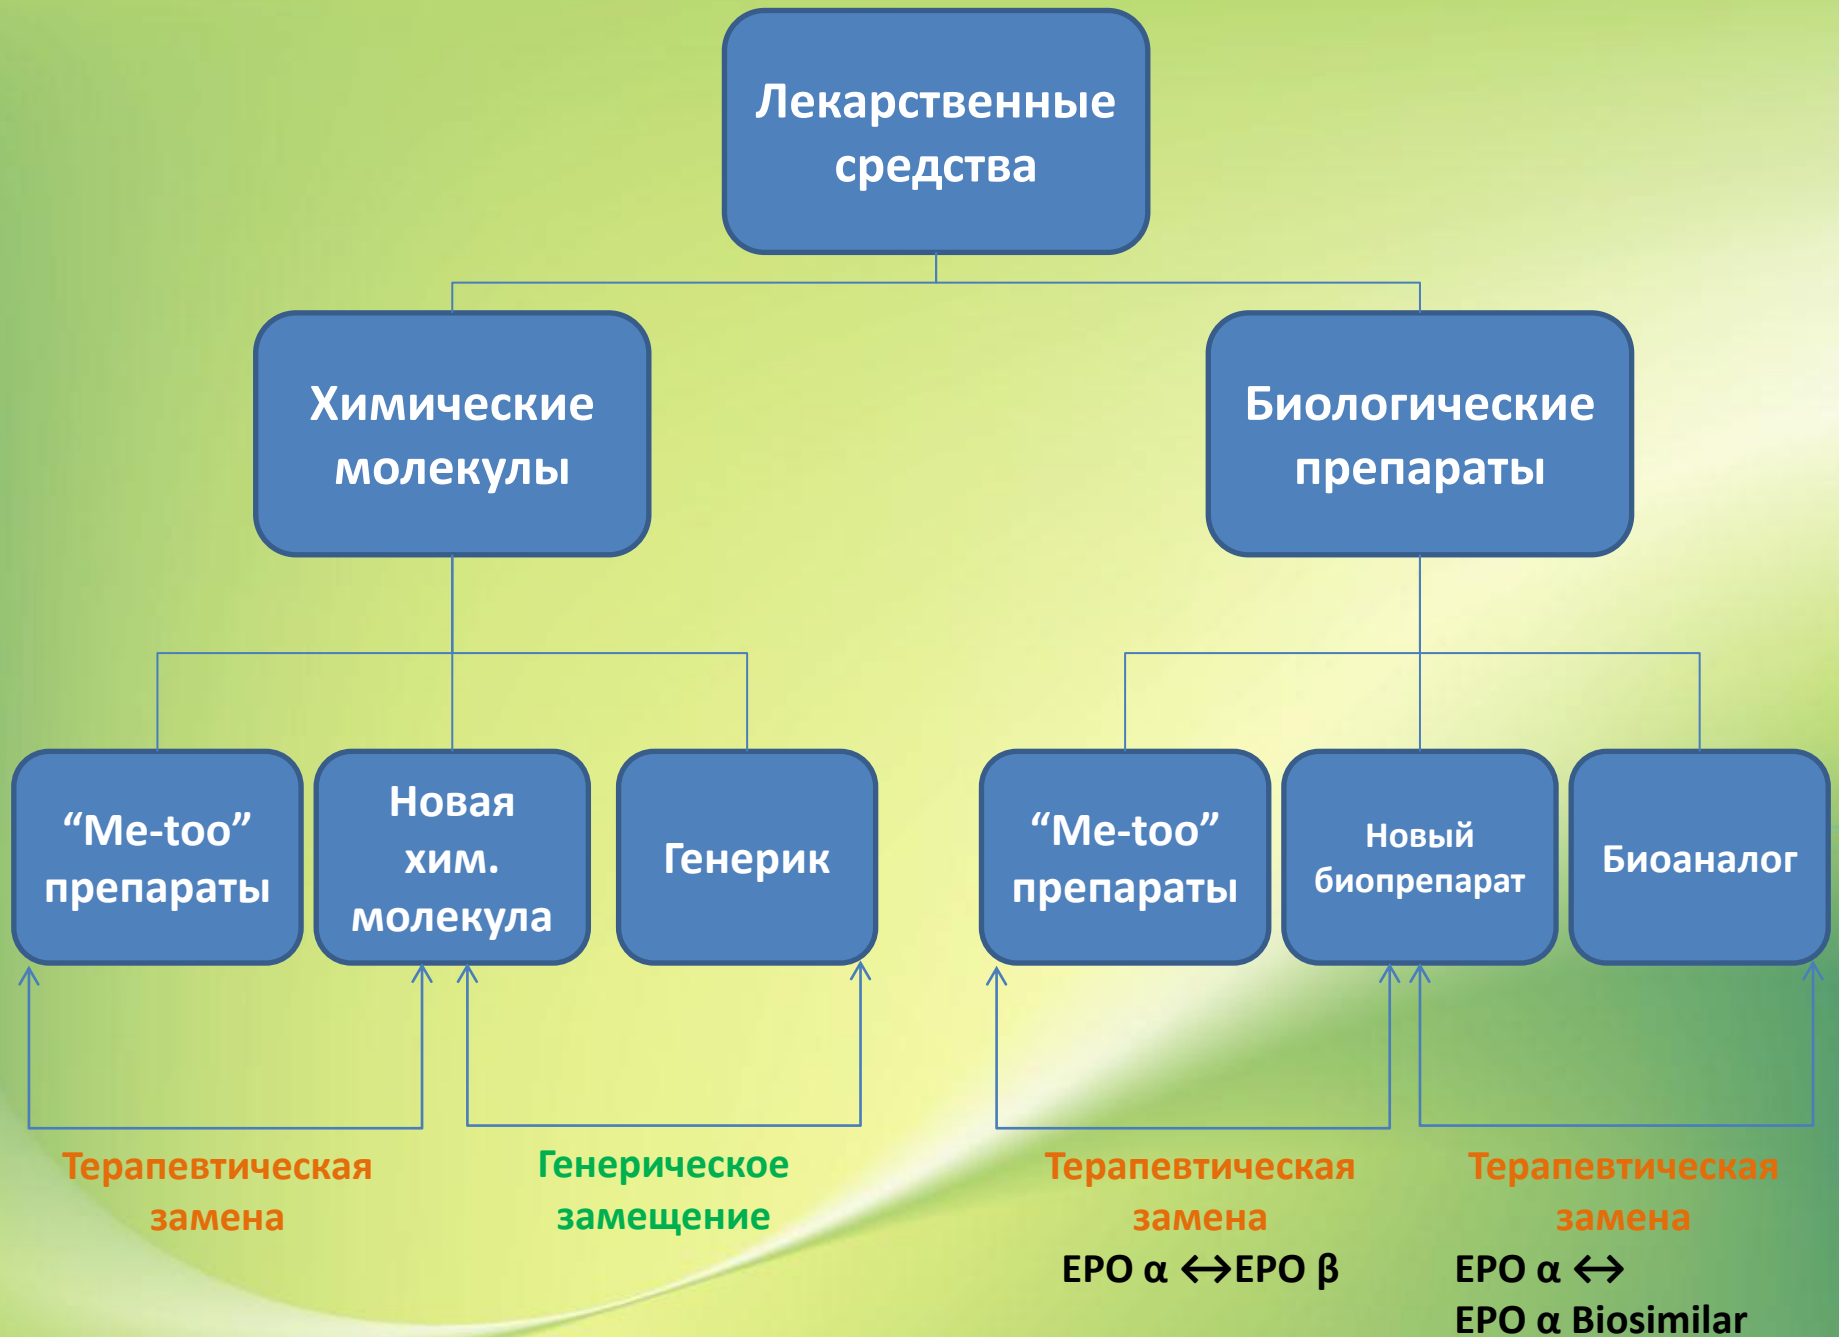 Лекарственные
средства
Химические
молекулы
Биологические
препараты
“Me-too”
препараты
Новая
хим.
молекула
Генерик
“Me-too”
препараты
Новый
биопрепарат
Биоаналог
Терапевтическая
замена
Генерическое
замещение
Терапевтическая
замена
EPO α ↔EPO β
Терапевтическая
замена
EPO α ↔
EPO α Biosimilar